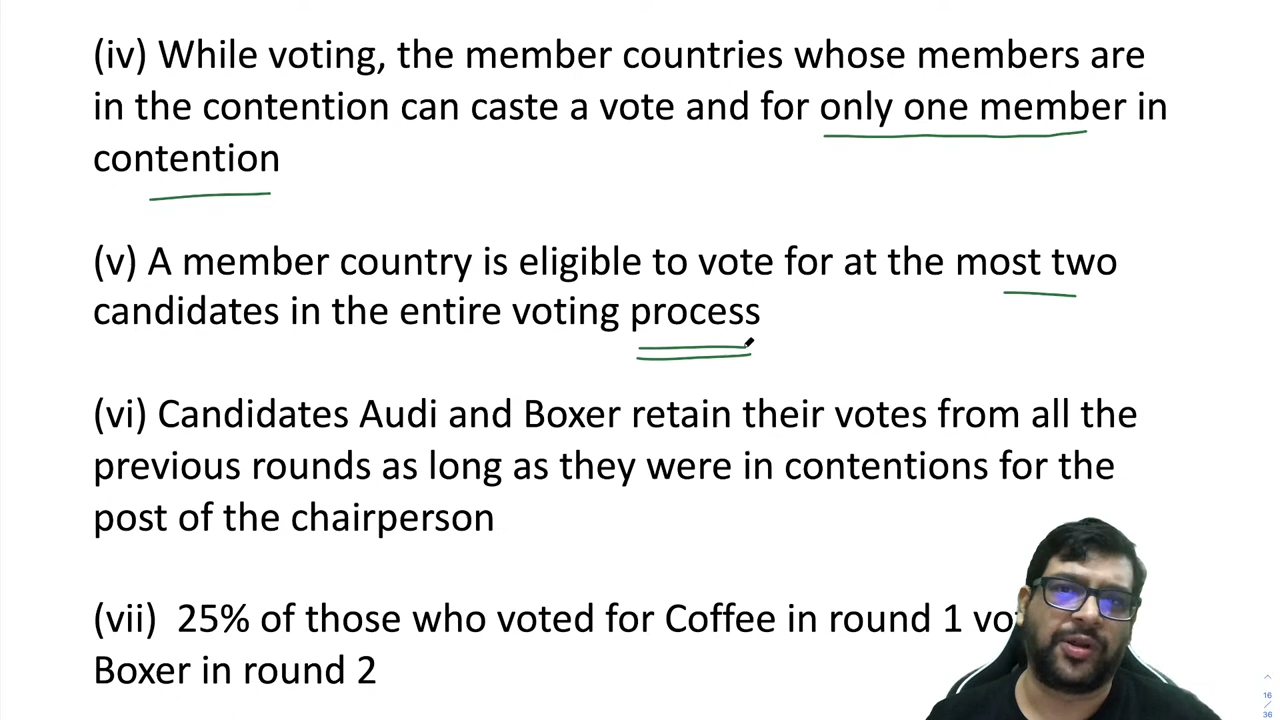 (iv) While voting, the member countries whose members are
in the contention can caste a vote and for only one member in
contention
(v) A member country is eligible to vote for at the most two
candidates in the entire voting process
(vi) Candidates Audi and Boxer retain their votes from all the
previous rounds as long as they were in contentions for the
post of the chairperson
(vii) 25% of those who voted for Coffee in round 1
Boxer in round 2
16
/
36